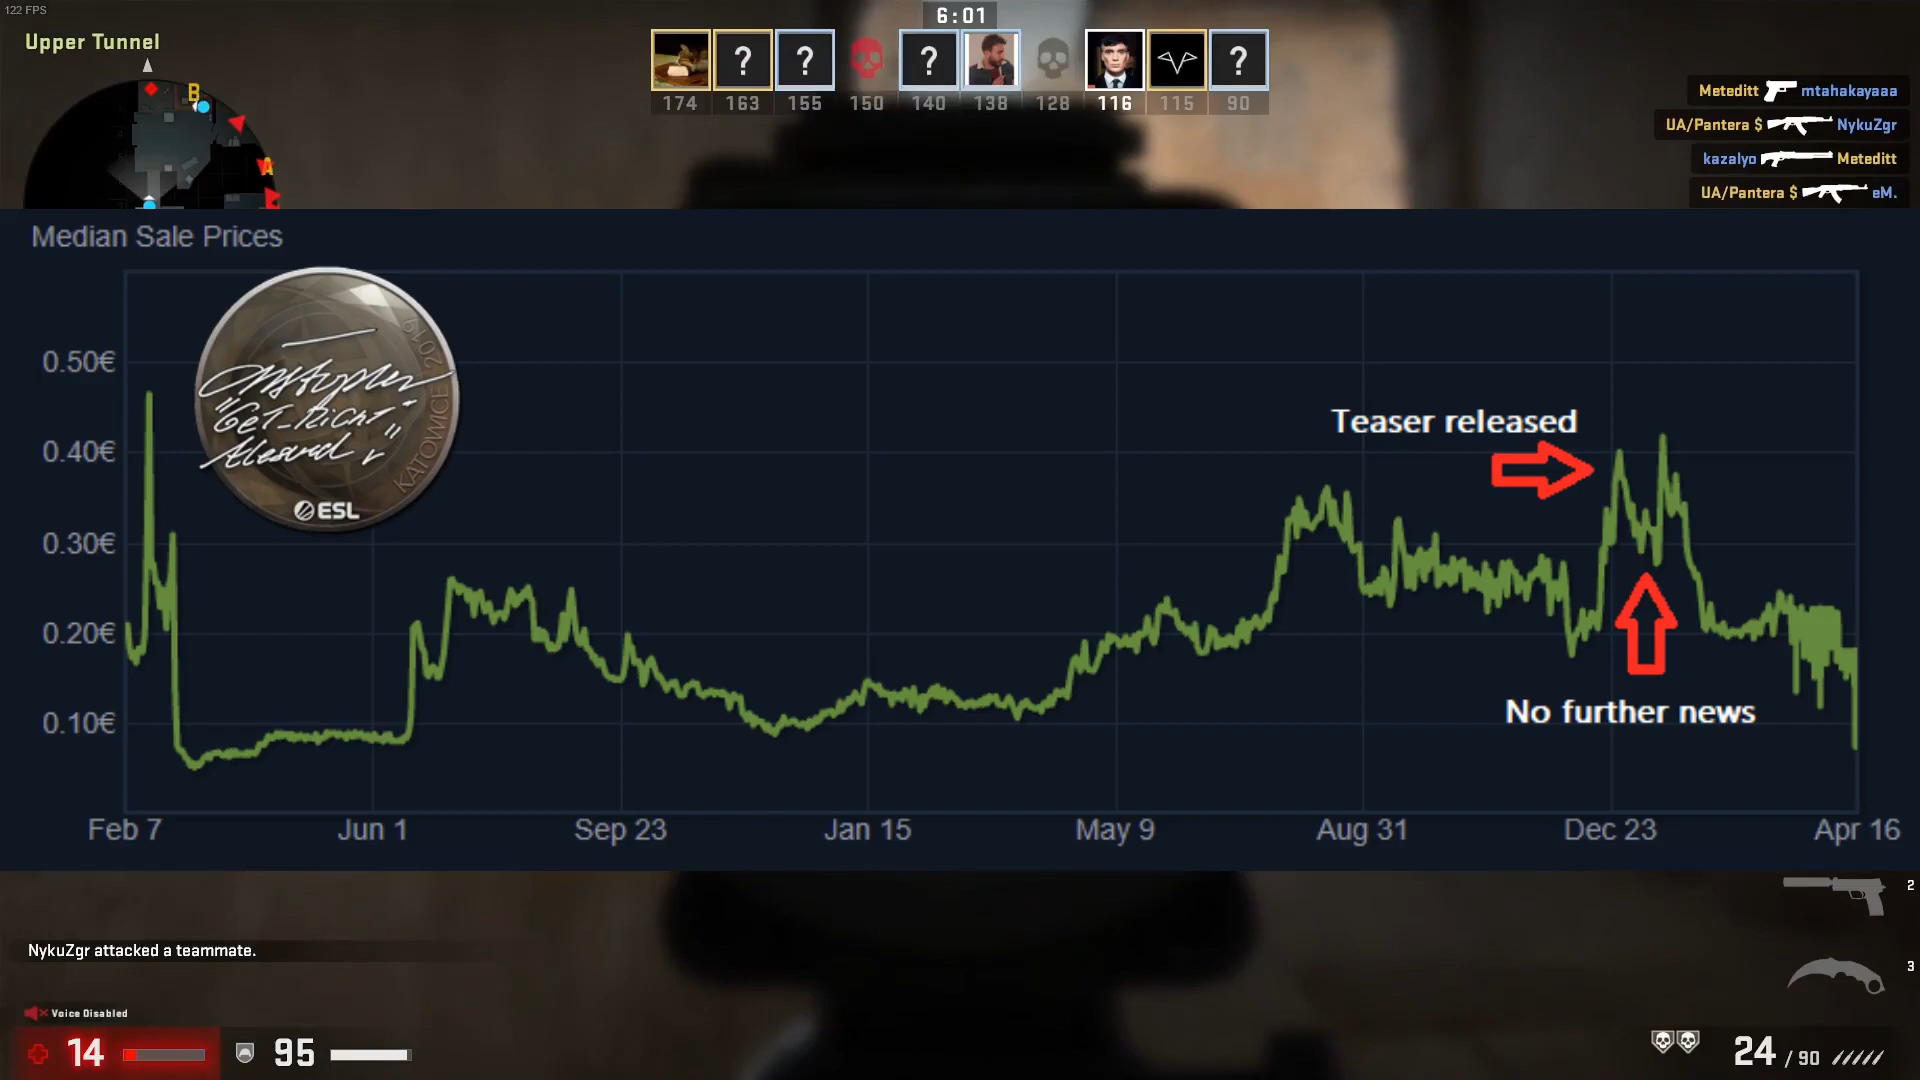 122 FPS
Upper Tunnel
B
A
6:01
? ? ? ?
174 163 155 150 140 138 128 116 115 90
Meteditt mtahakayaaa
UA/Pantera $ NykuZgr
kazalyo Meteditt
UA/Pantera $ eM.
Median Sale Prices
0.50€
0.40€
0.30€
0.20€
0.10€
KATOWICE 2019
"GeT_RiGhT"
Alesund
ESL
Teaser released
No further news
Feb 7 Jun 1 Sep 23 Jan 15 May 9 Aug 31 Dec 23 Apr 16
2
3
NykuZgr attacked a teammate.
Voice Disabled
14 95
24 / 90